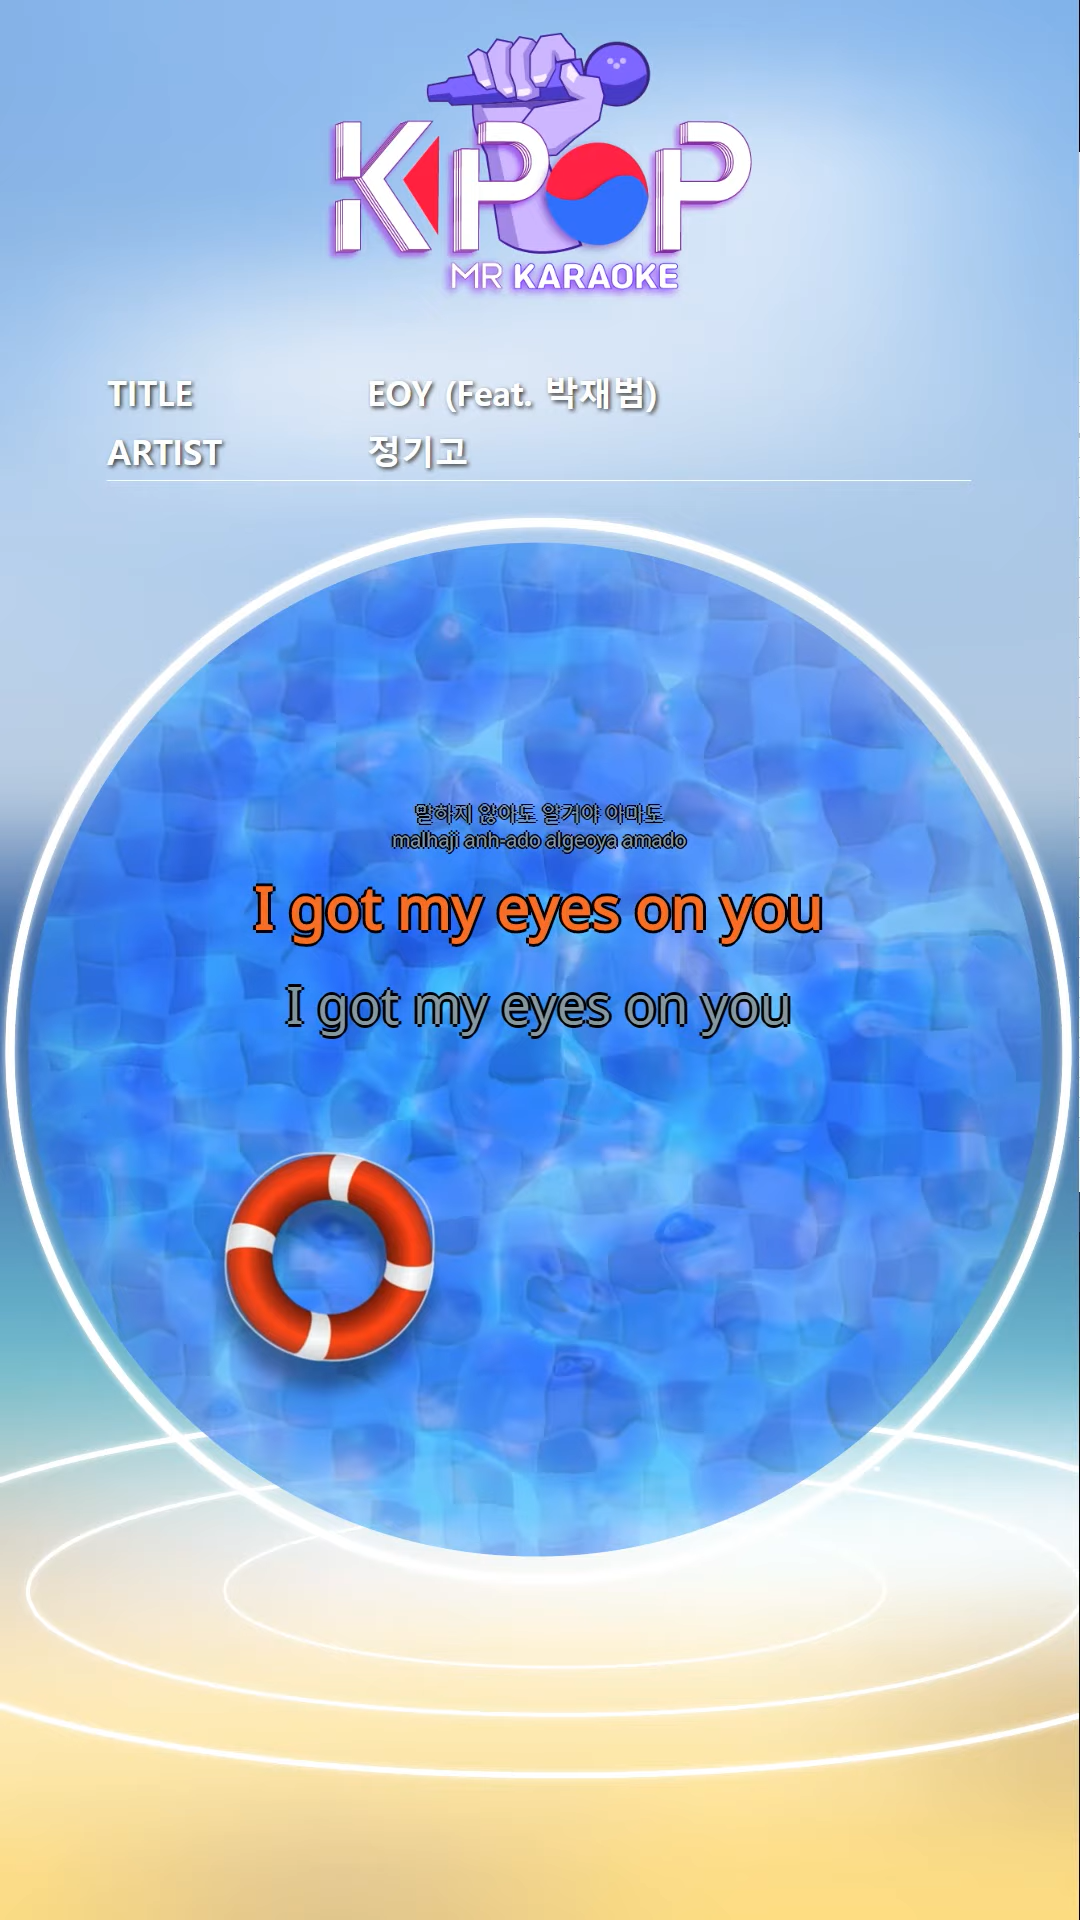 KPOP
MR KARAOKE
TITLE EOY (Feat. 박재범)
ARTIST 정기고
말하지 않아도 알거야 아마도
malhaji anh-ado algeoya amado
I got my eyes on you
I got my eyes on you